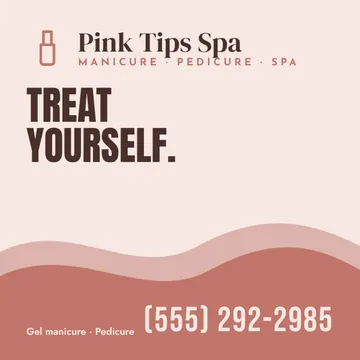 Pink Tips Spa
MANICURE · PEDICURE · SPA
TREAT
YOURSELF.
Gel manicure · Pedicure
(555) 292-2985